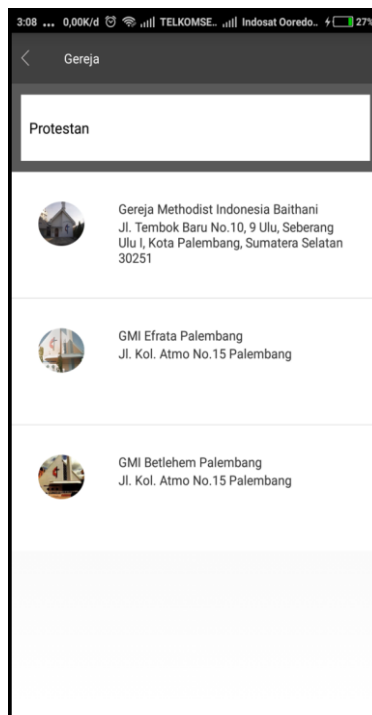 3:08 ... 0,00K/d TELKOMSE.. Indosat Ooredo.. 27%
Gereja
Protestan
Gereja Methodist Indonesia Baithani
Jl. Tembok Baru No.10, 9 Ulu, Seberang
Ulu I, Kota Palembang, Sumatera Selatan
30251
GMI Efrata Palembang
Jl. Kol. Atmo No.15 Palembang
GMI Betlehem Palembang
Jl. Kol. Atmo No.15 Palembang